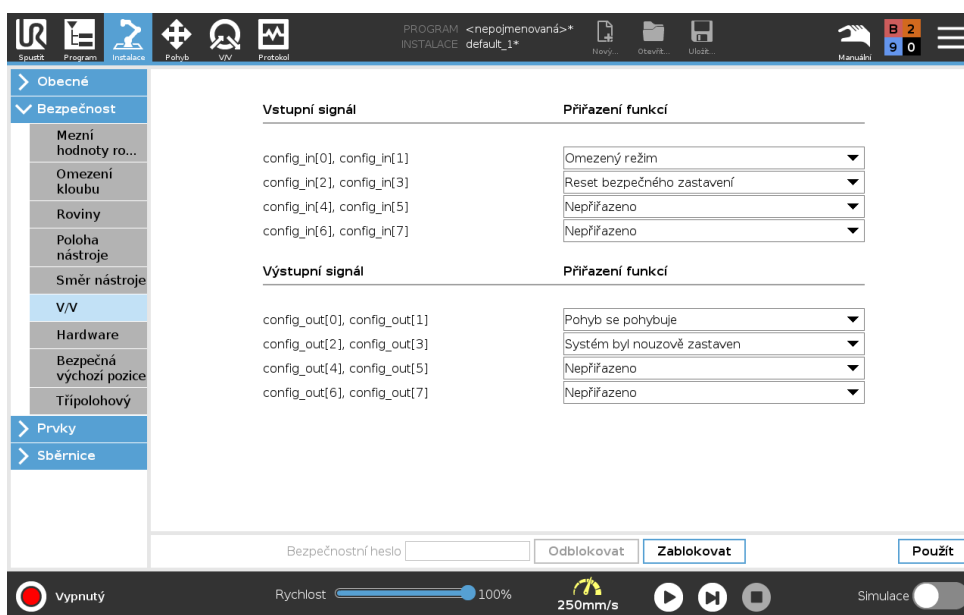 PROGRAM <nepojmenovaná>*
INSTALACE default_1*
Spustit Program Instalace Pohyb V/V Protokol
Nový... Otevřít... Uložit...
Manuální
B 2
9 0
Obecné
Bezpečnost
Mezní
hodnoty ro...
Omezení
kloubu
Roviny
Poloha
nástroje
Směr nástroje
V/V
Hardware
Bezpečná
výchozí pozice
Třípolohový
Prvky
Sběrnice
Vstupní signál Přiřazení funkcí
config_in[0], config_in[1] Omezený režim
config_in[2], config_in[3] Reset bezpečného zastavení
config_in[4], config_in[5] Nepřiřazeno
config_in[6], config_in[7] Nepřiřazeno
Výstupní signál Přiřazení funkcí
config_out[0], config_out[1] Pohyb se pohybuje
config_out[2], config_out[3] Systém byl nouzově zastaven
config_out[4], config_out[5] Nepřiřazeno
config_out[6], config_out[7] Nepřiřazeno
Bezpečnostní heslo Odblokovat Zablokovat Použít
Vypnutý Rychlost 100% 250mm/s Simulace